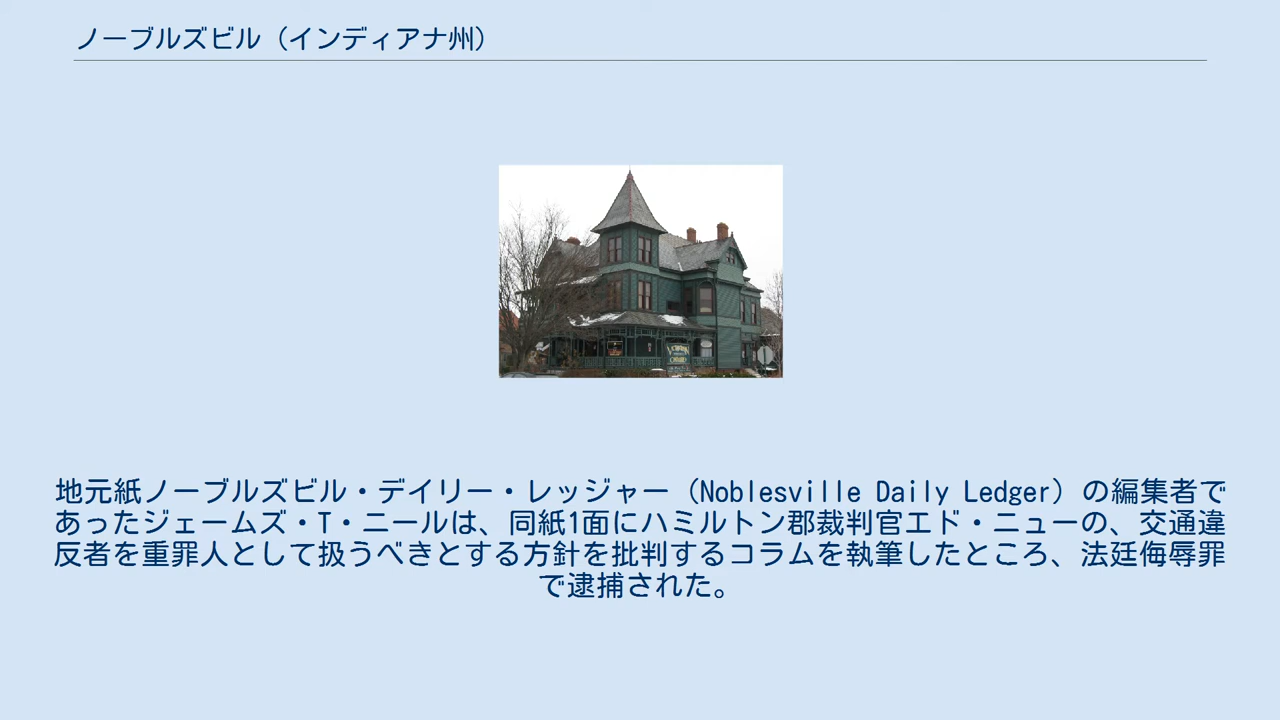 ノーブルズビル（インディアナ州）
地元紙ノーブルズビル・デイリー・レッジャー（Noblesville Daily Ledger）の編集者で
あったジェームズ・T・ニールは、同紙1面にハミルトン郡裁判官エド・ニューの、交通違
反者を重罪人として扱うべきとする方針を批判するコラムを執筆したところ、法廷侮辱罪
で逮捕された。